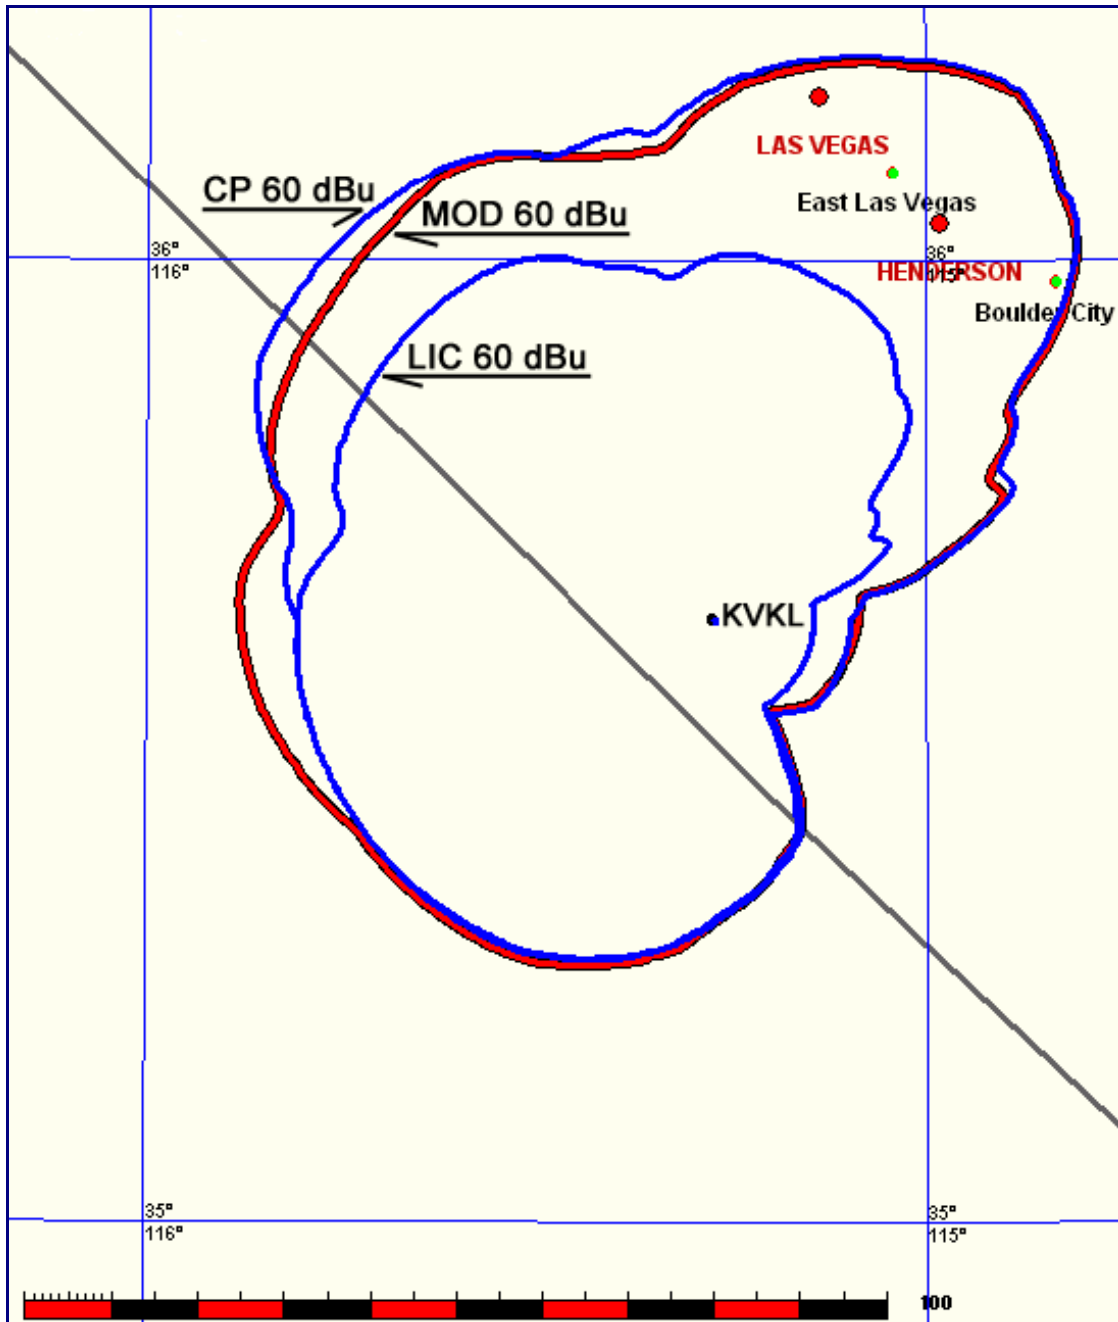 LAS VEGAS
CP 60 dBu
East Las Vegas
MOD 60 dBu
36°
116°
36°
115°
HENDERSON
Boulder City
LIC 60 dBu
KVKL
35°
116°
35°
115°
100